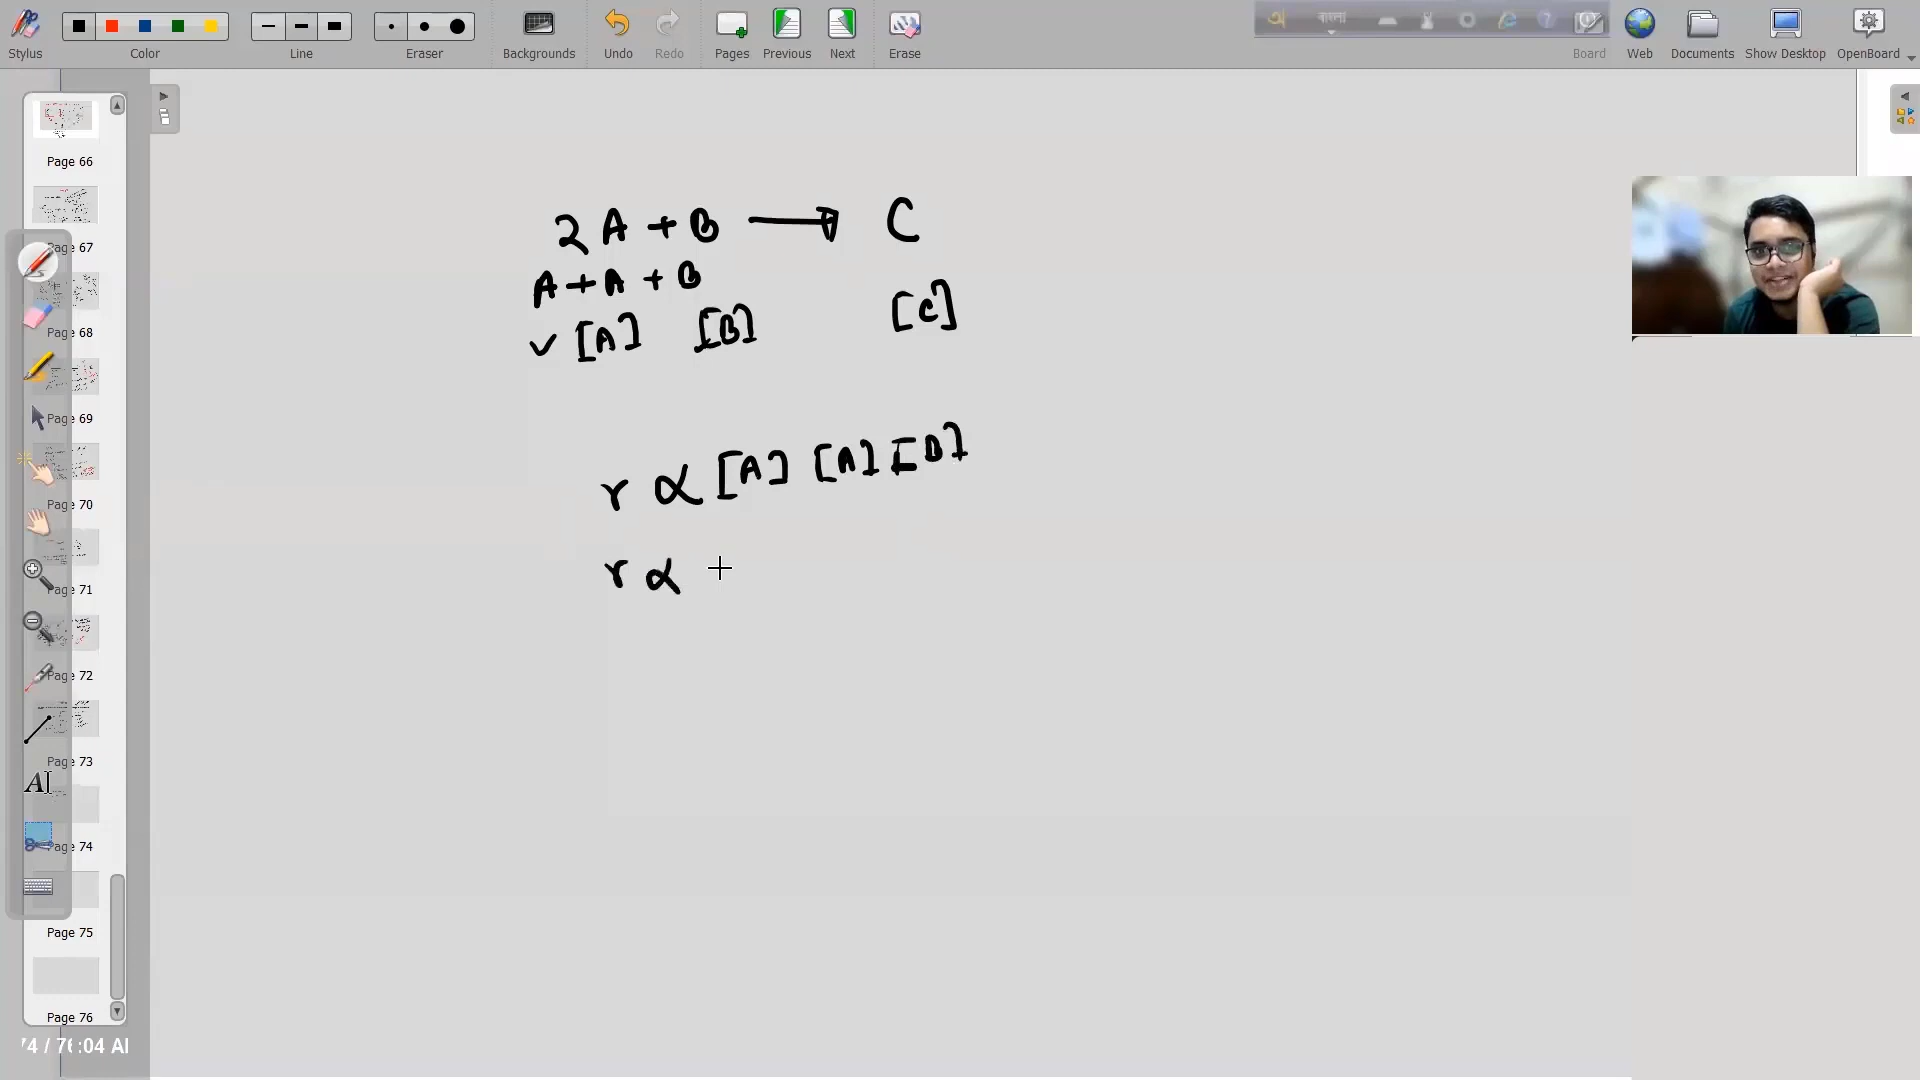 Stylus Color Line Eraser Backgrounds Undo Redo Pages Previous Next Erase বাংলা Board Web Documents Show Desktop OpenBoard
Page 66
Page 67
Page 68
Page 69
Page 70
Page 71
Page 72
Page 73
Page 74
Page 75
Page 76
2A + B → C
A + A + B
✓ [A] [B] [C]
r ∝ [A] [A] [B]
r ∝